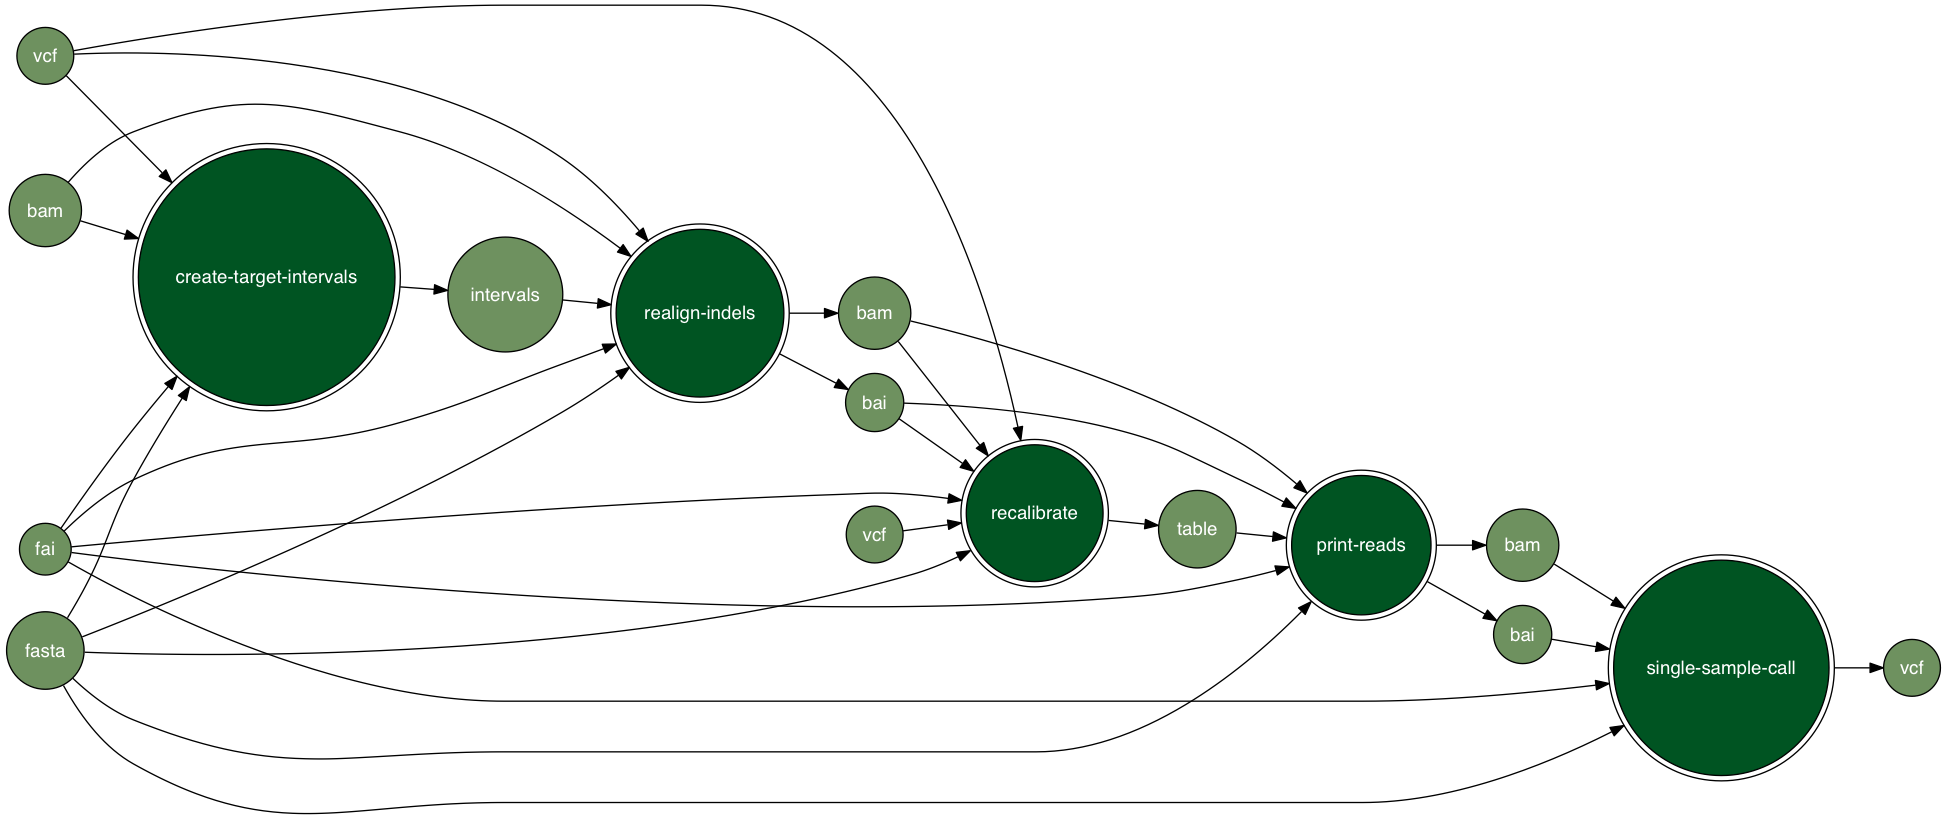 vcf
bam
create-target-intervals
intervals
realign-indels
bam
bai
fai
fasta
vcf
recalibrate
table
print-reads
bam
bai
single-sample-call
vcf